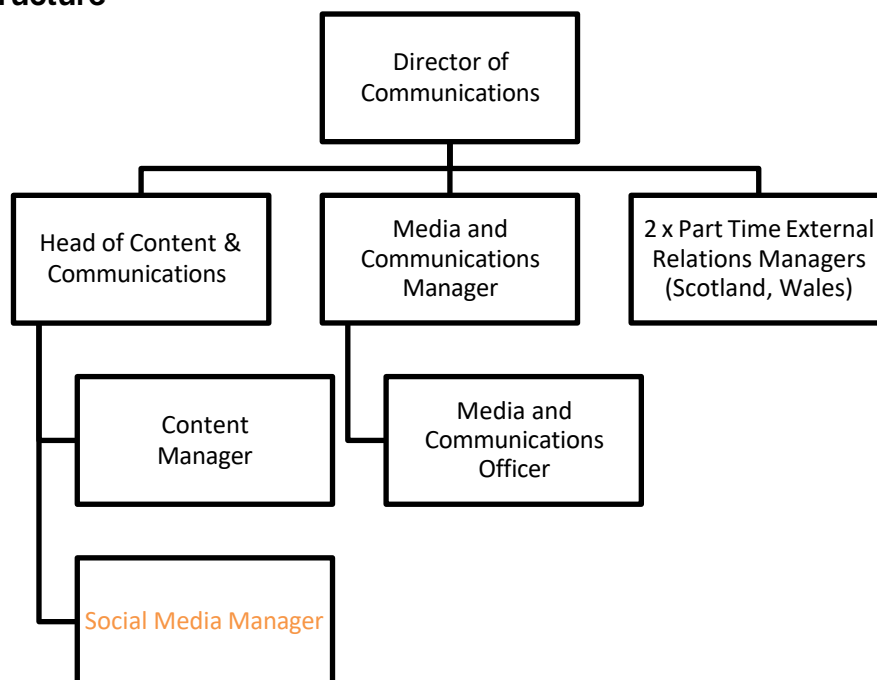 Director of
Communications
Head of Content &
Communications
Media and
Communications
Manager
2 x Part Time External
Relations Managers
(Scotland, Wales)
Content
Manager
Media and
Communications
Officer
Social Media Manager